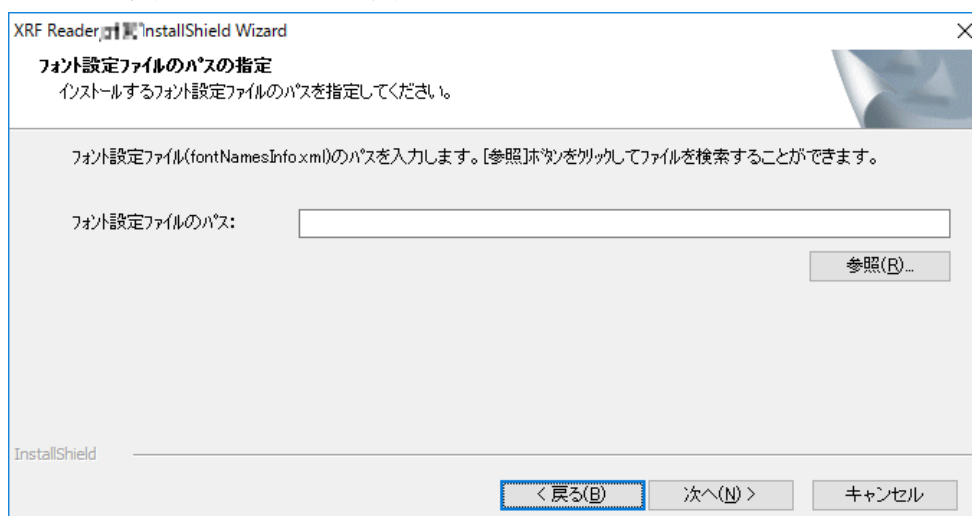 XRF Reader InstallShield Wizard
フォント設定ファイルのパスの指定
インストールするフォント設定ファイルのパスを指定してください。
フォント設定ファイル(fontNamesInfo.xml)のパスを入力します。[参照]ボタンをクリックしてファイルを検索することができます。
フォント設定ファイルのパス:
参照(R)...
InstallShield
< 戻る(B)
次へ(N) >
キャンセル